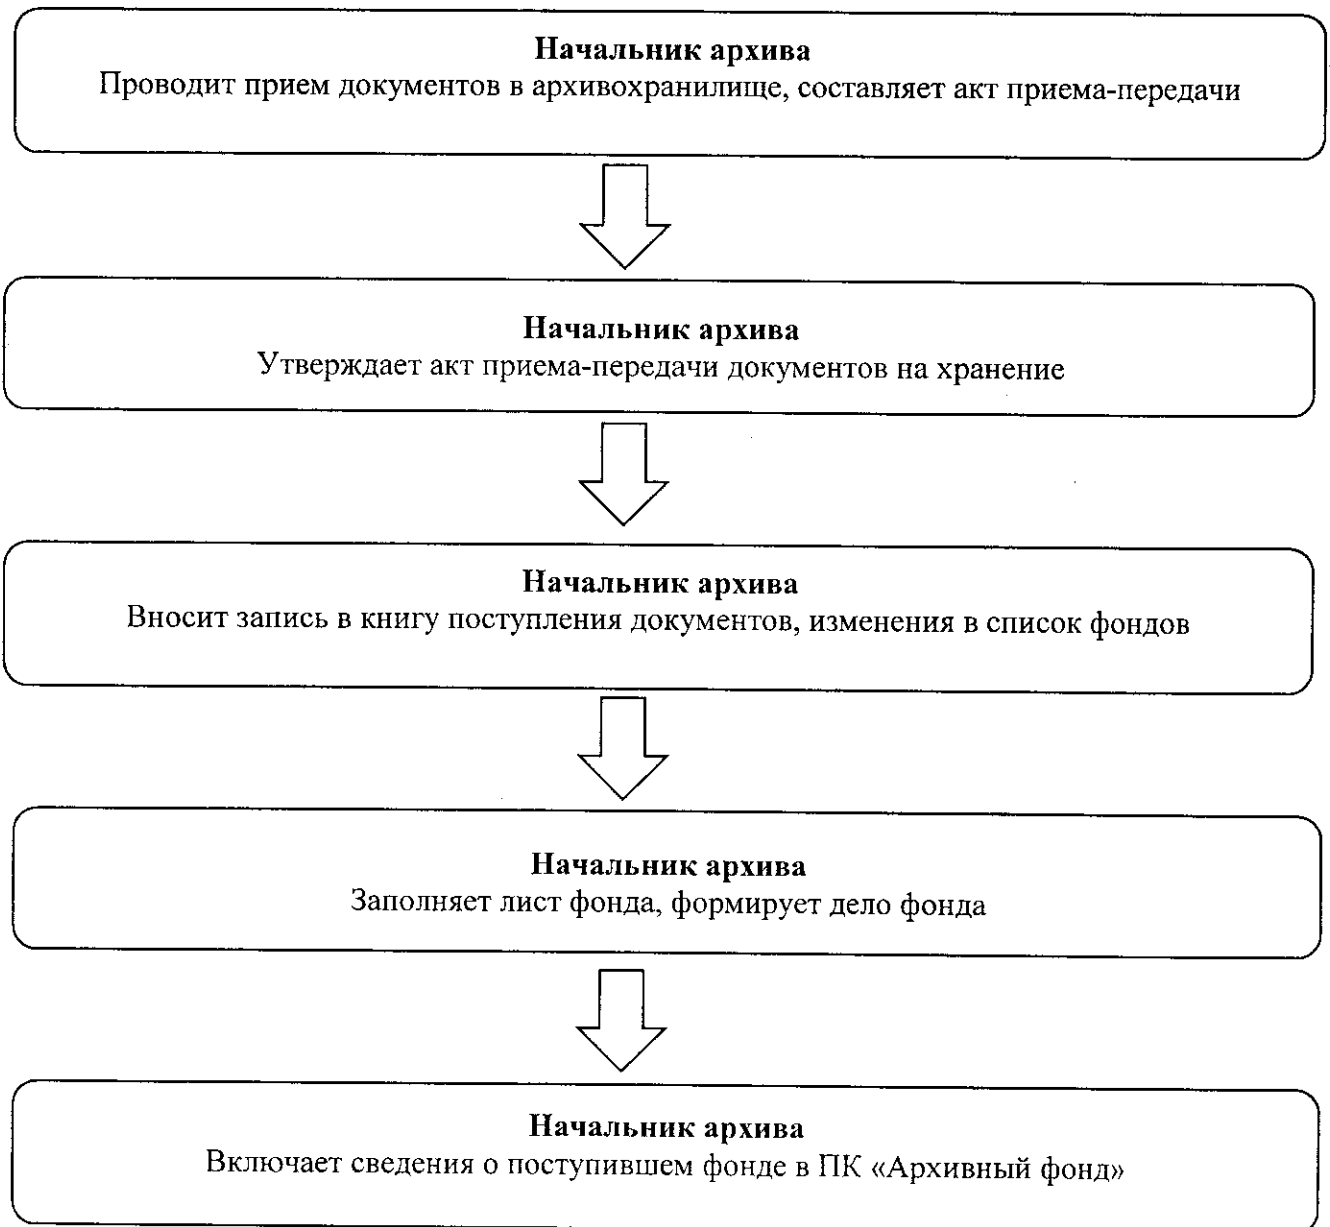 Начальник архива
Проводит прием документов в архивохранилище, составляет акт приема-передачи
Начальник архива
Утверждает акт приема-передачи документов на хранение
Начальник архива
Вносит запись в книгу поступления документов, изменения в список фондов
Начальник архива
Заполняет лист фонда, формирует дело фонда
Начальник архива
Включает сведения о поступившем фонде в ПК «Архивный фонд»